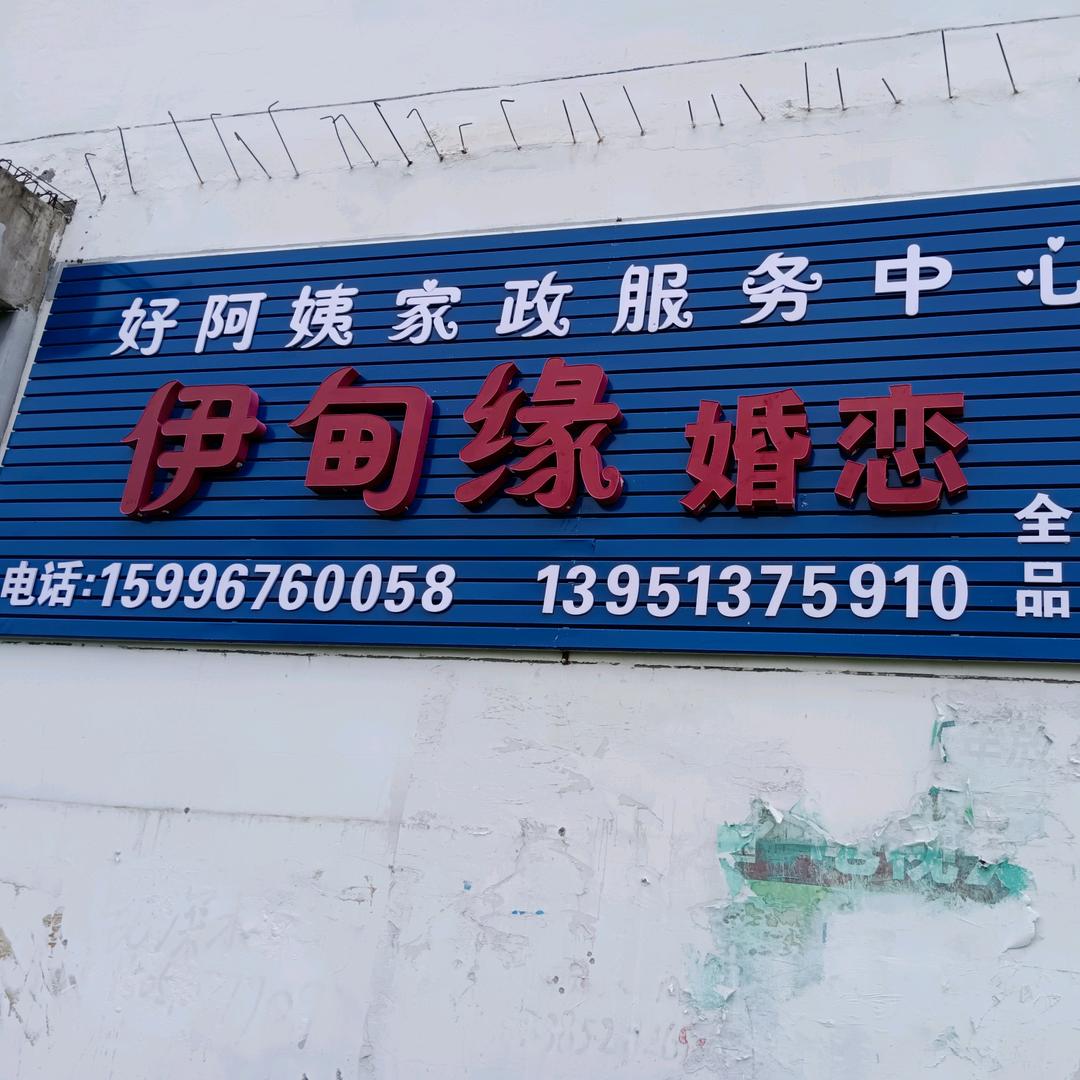 好阿姨家政服务中心
伊甸缘 婚恋
电话:15996760058 13951375910
全
品